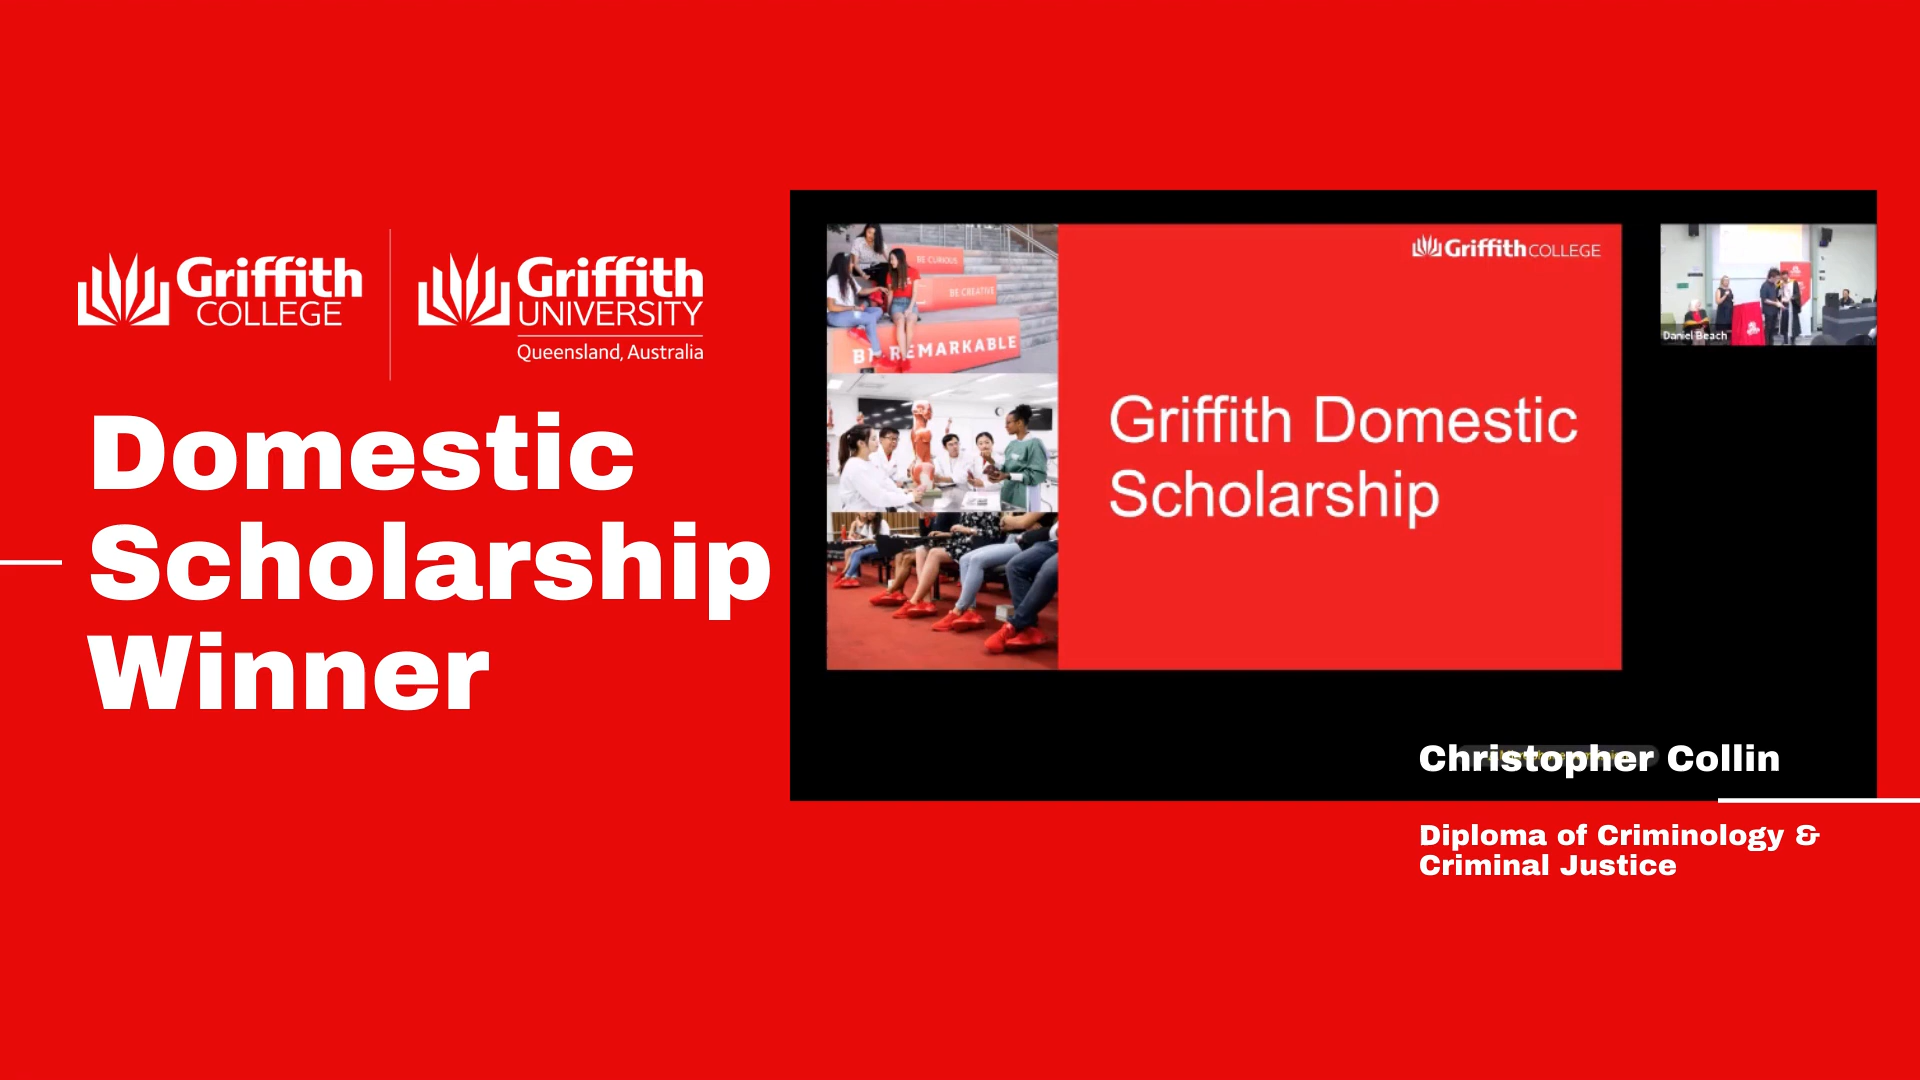 Griffith
COLLEGE
Griffith
UNIVERSITY
Queensland, Australia
Domestic
Scholarship
Winner
BE CURIOUS
BE CREATIVE
BE REMARKABLE
Griffith COLLEGE
Griffith Domestic
Scholarship
Daniel Beach
Christopher Collin
Diploma of Criminology &
Criminal Justice